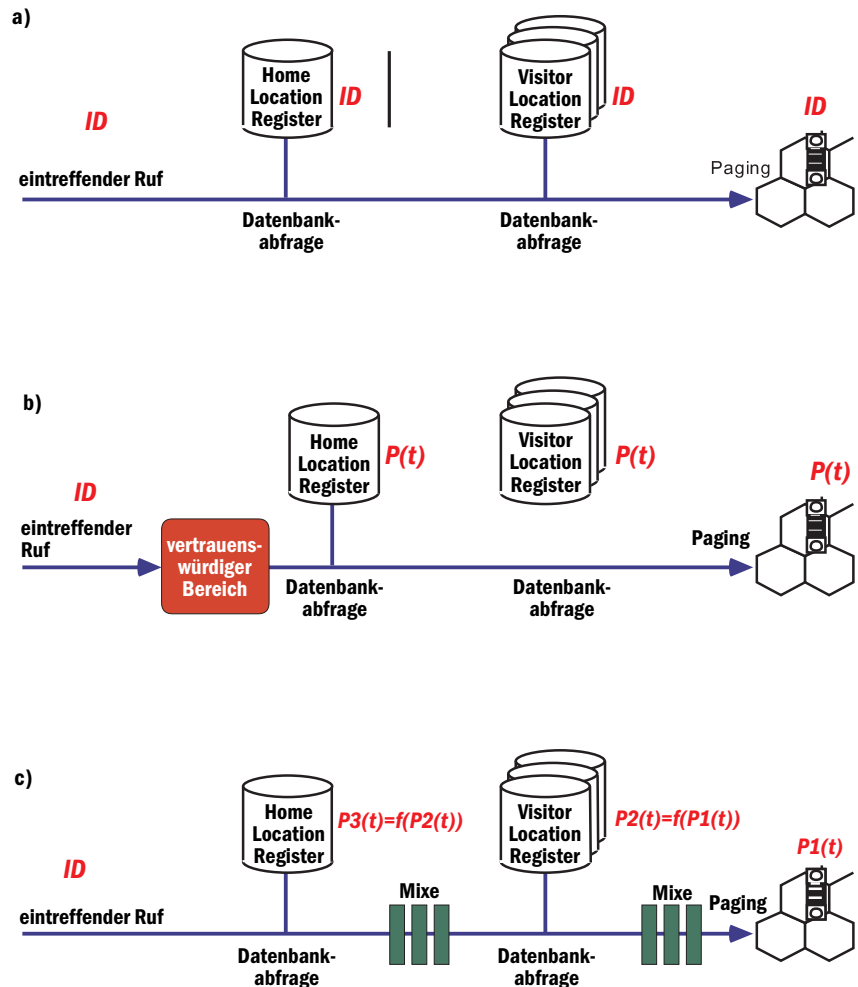 a)
Home
Location
Register
ID
Visitor
Location
Register
ID
ID
ID
eintreffender Ruf
Paging
Datenbank-
abfrage
Datenbank-
abfrage
b)
Home
Location
Register
P(t)
Visitor
Location
Register
P(t)
P(t)
ID
eintreffender
Ruf
vertrauens-
würdiger
Bereich
Paging
Datenbank-
abfrage
Datenbank-
abfrage
c)
Home
Location
Register
P3(t)=f(P2(t))
Visitor
Location
Register
P2(t)=f(P1(t))
P1(t)
ID
Mixe
Mixe
Paging
eintreffender Ruf
Datenbank-
abfrage
Datenbank-
abfrage